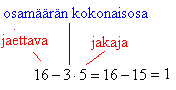 osamäärän kokonaisosa
jaettava
jakaja
16 − 3 · 5 = 16 − 15 = 1